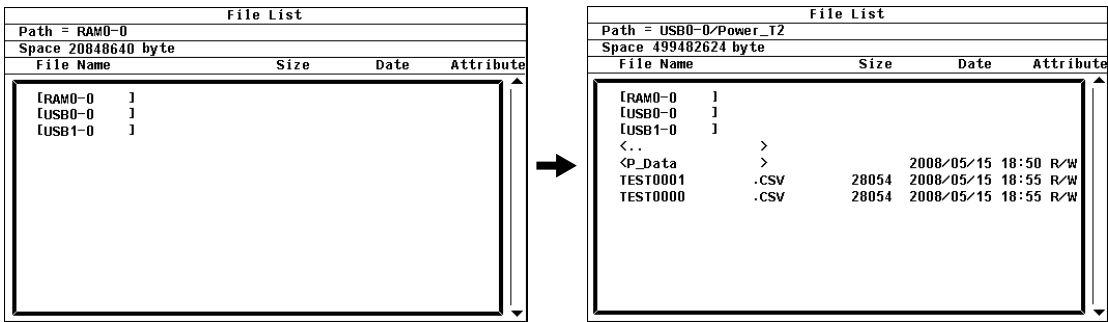 File List
Path = RAM0-0
Space 20848640 byte
File Name Size Date Attribute
[RAM0-0 ]
[USB0-0 ]
[USB1-0 ]
File List
Path = USB0-0/Power_T2
Space 499482624 byte
File Name Size Date Attribute
[RAM0-0 ]
[USB0-0 ]
[USB1-0 ]
<.. >
<P_Data > 2008/05/15 18:50 R/W
TEST0001 .CSV 28054 2008/05/15 18:55 R/W
TEST0000 .CSV 28054 2008/05/15 18:55 R/W